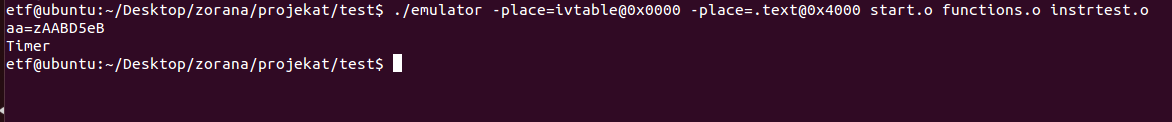 etf@ubuntu:~/Desktop/zorana/projekat/test$ ./emulator -place=ivtable@0x0000 -place=.text@0x4000 start.o functions.o instrtest.o
aa=zAABD5eB
Timer
etf@ubuntu:~/Desktop/zorana/projekat/test$